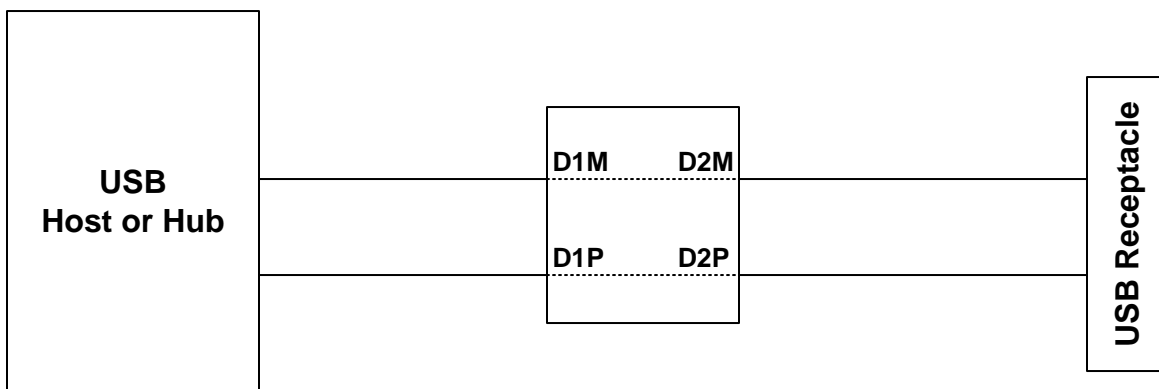 USB
Host or Hub
D1M
D2M
D1P
D2P
USB Receptacle